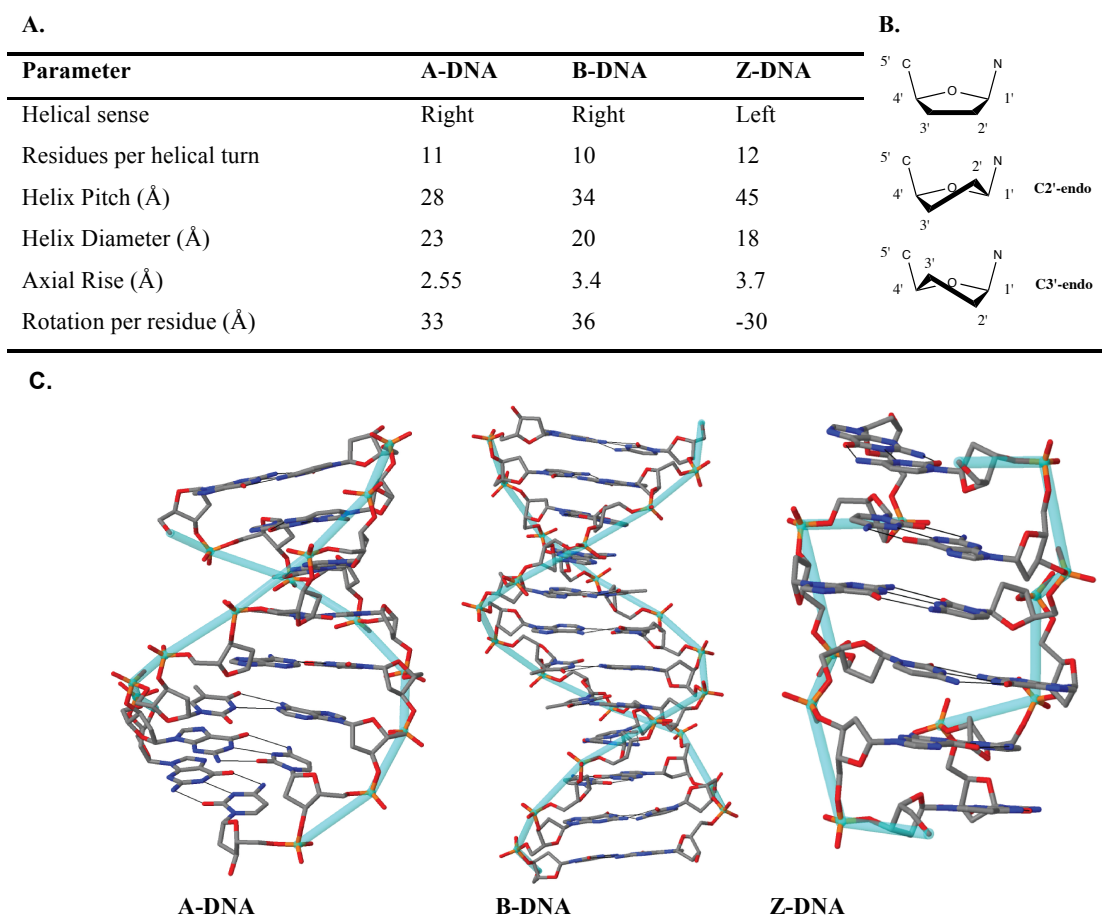 A.
Parameter A-DNA B-DNA Z-DNA
Helical sense Right Right Left
Residues per helical turn 11 10 12
Helix Pitch (Å) 28 34 45
Helix Diameter (Å) 23 20 18
Axial Rise (Å) 2.55 3.4 3.7
Rotation per residue (Å) 33 36 -30
B.
5' C N
O
4' 1'
3' 2'
5' C 2' N
O
4' 1' C2'-endo
3'
5' C 3' N
O
4' 1' C3'-endo
2'
C.
A-DNA B-DNA Z-DNA